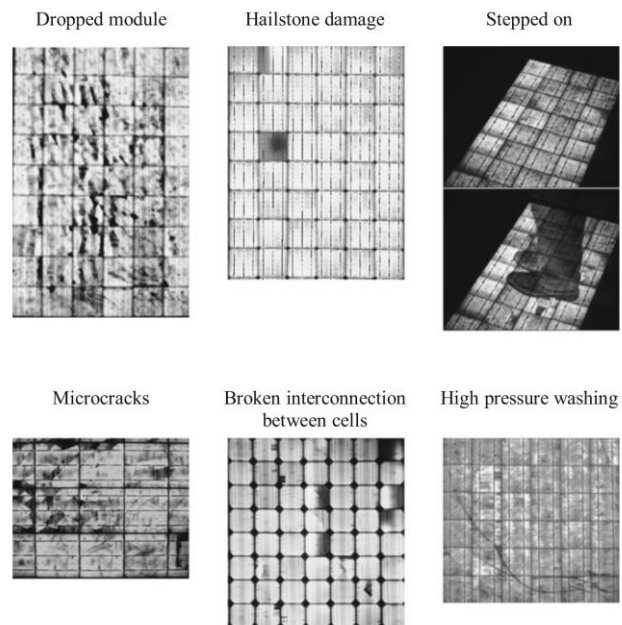 Dropped module
Hailstone damage
Stepped on
Microcracks
Broken interconnection
between cells
High pressure washing